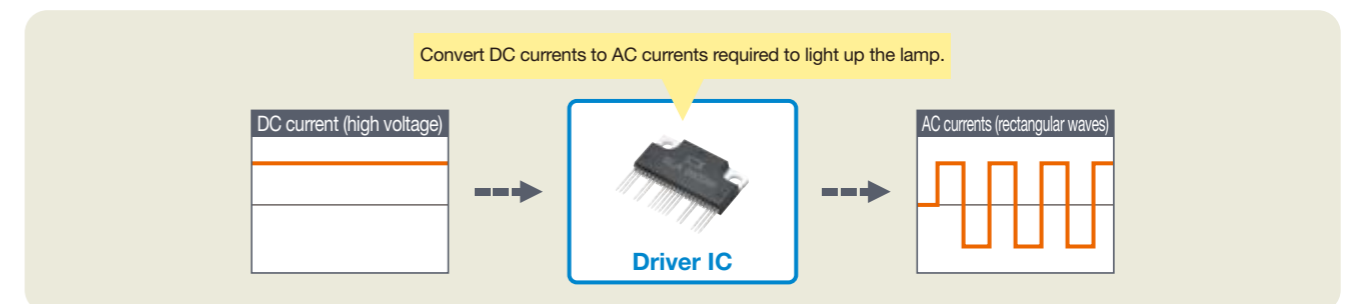 Convert DC currents to AC currents required to light up the lamp.
DC current (high voltage)
AC currents (rectangular waves)
Driver IC